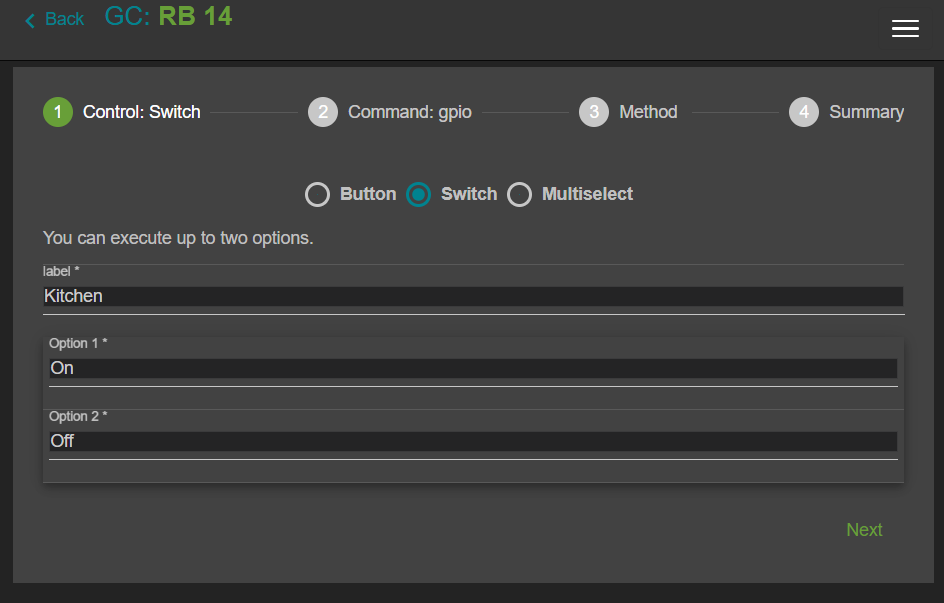 Back GC: RB 14
1 Control: Switch 2 Command: gpio 3 Method 4 Summary
Button Switch Multiselect
You can execute up to two options.
label *
Kitchen
Option 1 *
On
Option 2 *
Off
Next